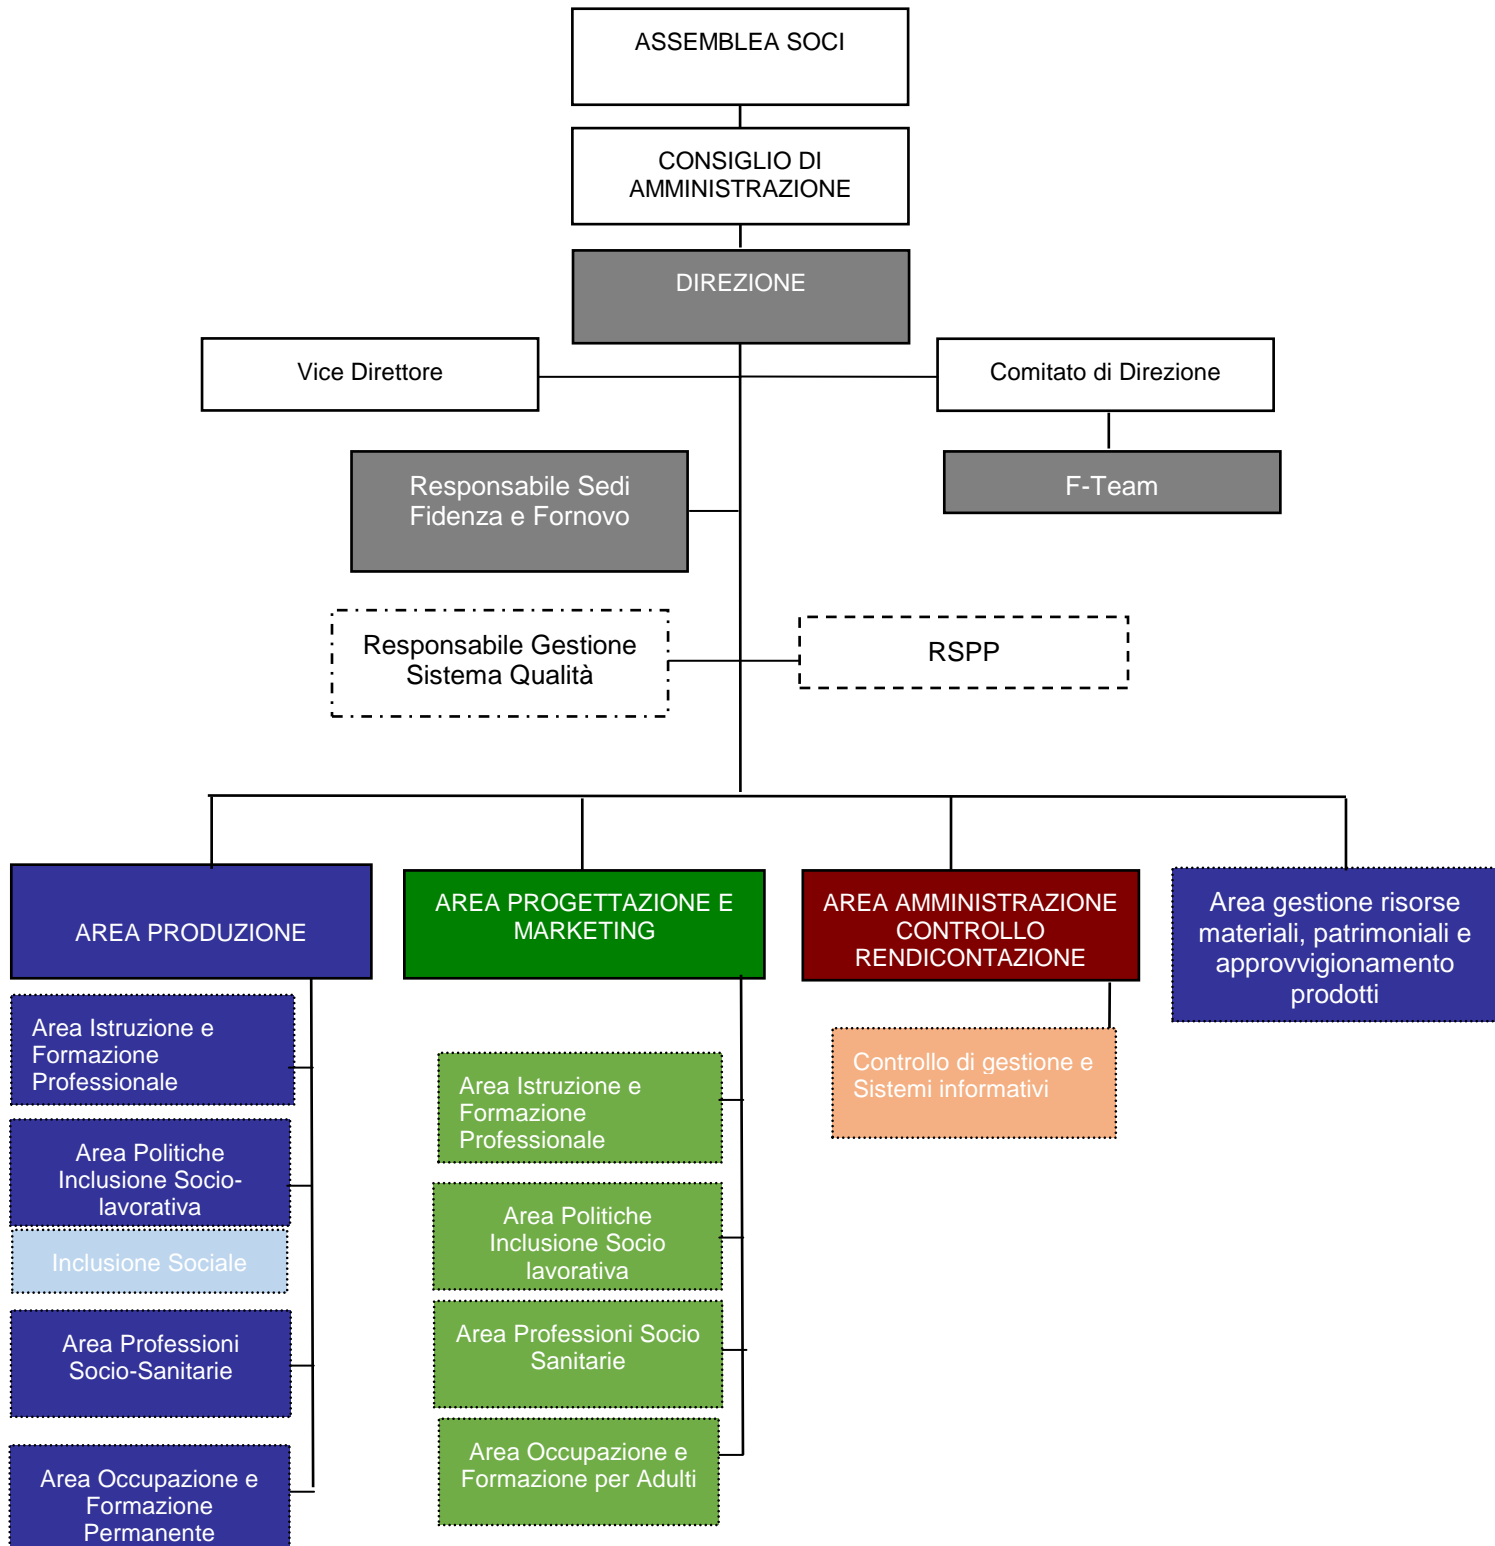 ASSEMBLEA SOCI
CONSIGLIO DI
AMMINISTRAZIONE
DIREZIONE
Vice Direttore
Comitato di Direzione
Responsabile Sedi
Fidenza e Fornovo
F-Team
Responsabile Gestione
Sistema Qualità
RSPP
AREA PRODUZIONE
AREA PROGETTAZIONE E
MARKETING
AREA AMMINISTRAZIONE
CONTROLLO
RENDICONTAZIONE
Area gestione risorse
materiali, patrimoniali e
approvvigionamento
prodotti
Area Istruzione e
Formazione
Professionale
Area Politiche
Inclusione Socio-
lavorativa
Inclusione Sociale
Area Professioni
Socio-Sanitarie
Area Occupazione e
Formazione
Permanente
Area Istruzione e
Formazione
Professionale
Area Politiche
Inclusione Socio
lavorativa
Area Professioni Socio
Sanitarie
Area Occupazione e
Formazione per Adulti
Controllo di gestione e
Sistemi informativi